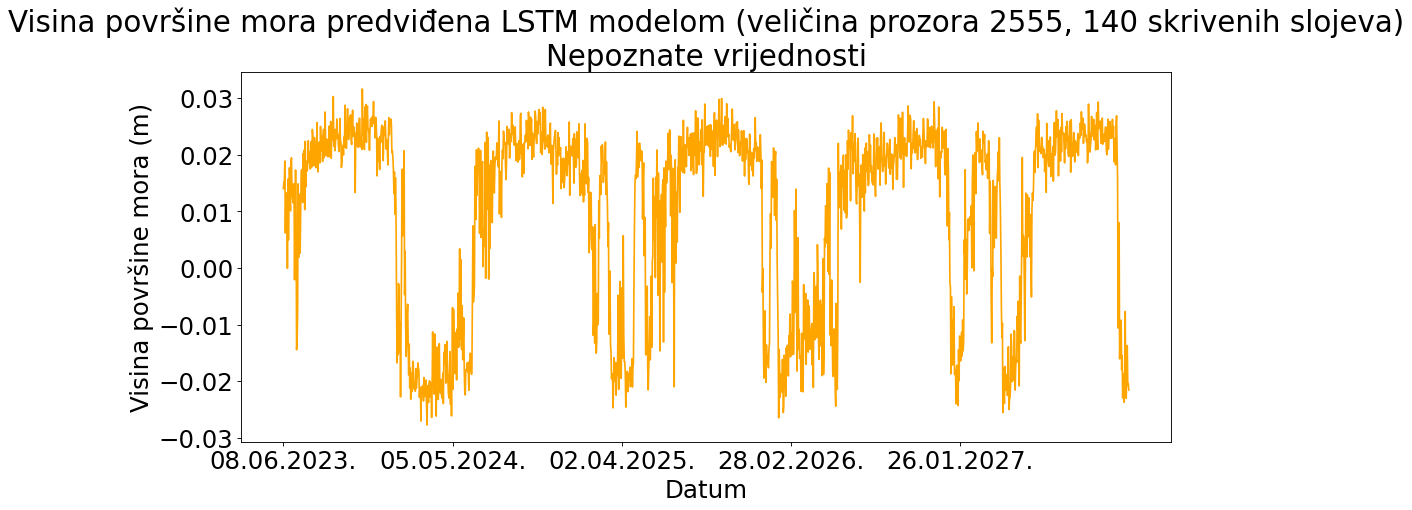 Visina površine mora predviđena LSTM modelom (veličina prozora 2555, 140 skrivenih slojeva)
Nepoznate vrijednosti
Visina površine mora (m)
0.03
0.02
0.01
0.00
−0.01
−0.02
−0.03
08.06.2023. 05.05.2024. 02.04.2025. 28.02.2026. 26.01.2027.
Datum